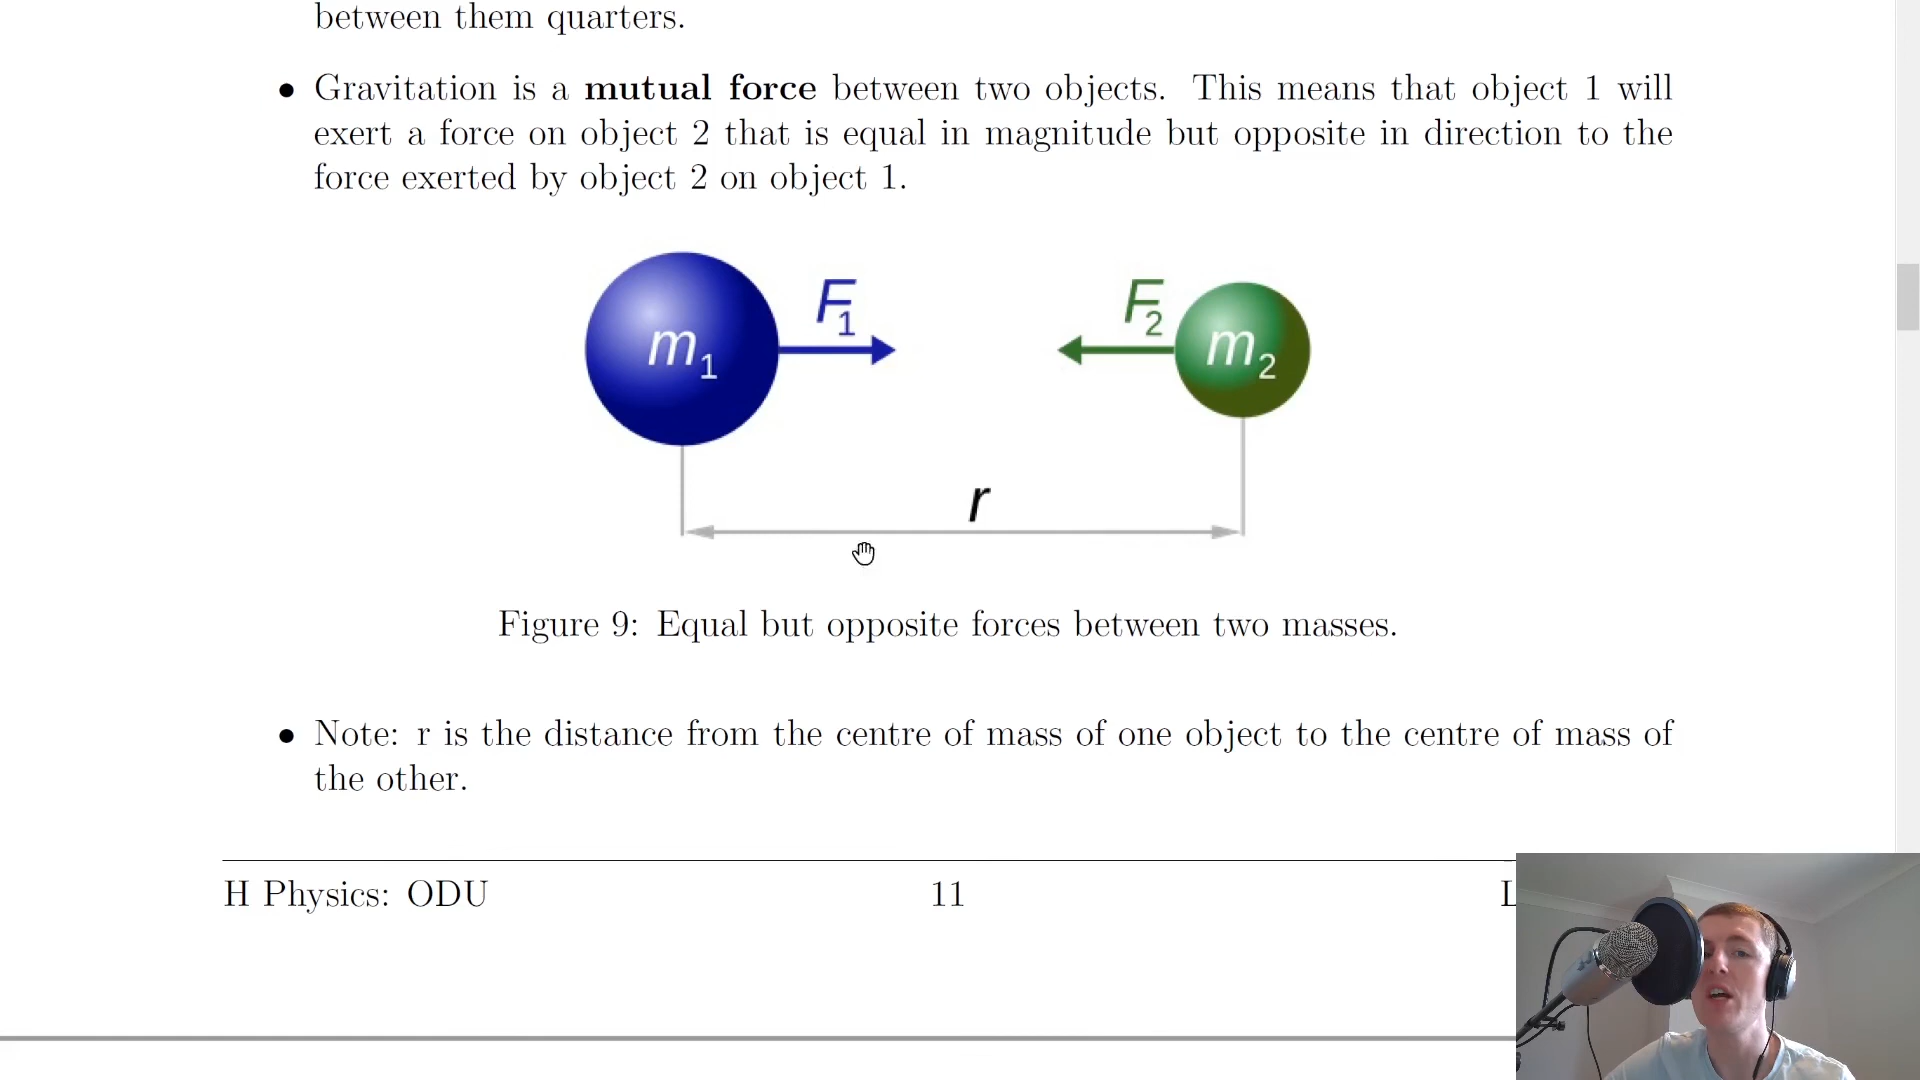 between them quarters.
• Gravitation is a mutual force between two objects. This means that object 1 will
exert a force on object 2 that is equal in magnitude but opposite in direction to the
force exerted by object 2 on object 1.
F1 F2
m1 m2
r
Figure 9: Equal but opposite forces between two masses.
• Note: r is the distance from the centre of mass of one object to the centre of mass of
the other.
H Physics: ODU 11